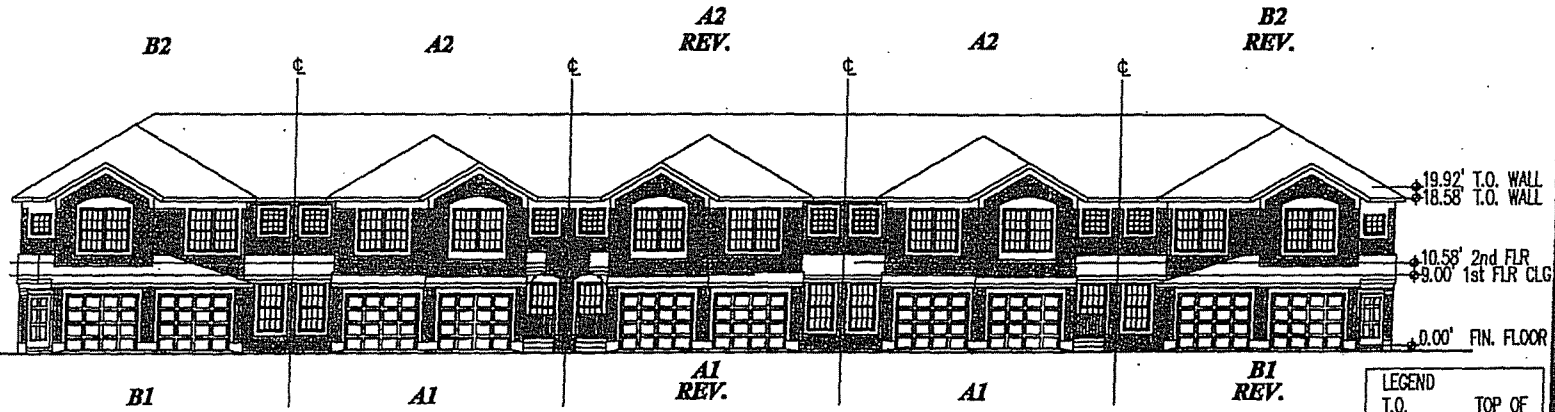 B2
A2
A2
REV.
A2
B2
REV.
℄
℄
℄
℄
19.92' T.O. WALL
18.58' T.O. WALL
10.58' 2nd FLR
9.00' 1st FLR CLG
0.00' FIN. FLOOR
B1
A1
A1
REV.
A1
B1
REV.
LEGEND
T.O. TOP OF